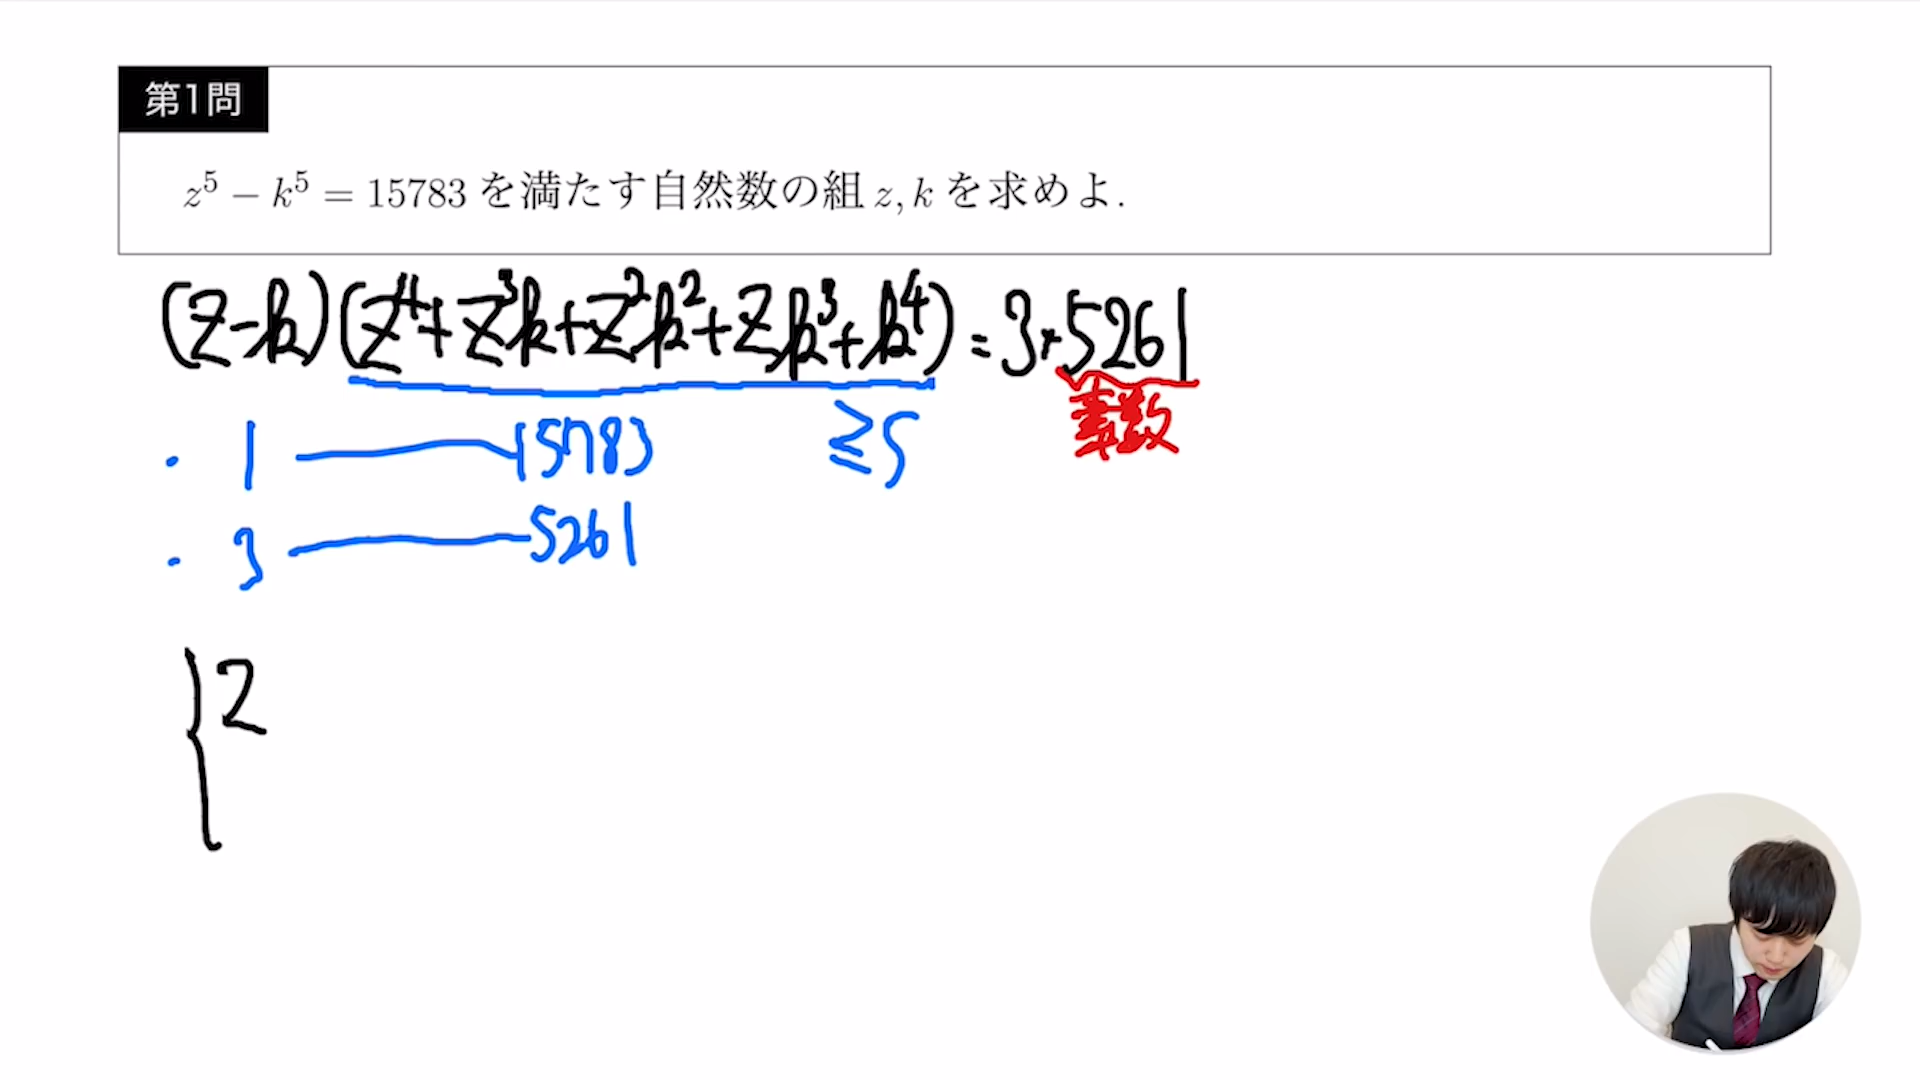 第1問
z⁵ − k⁵ = 15783 を満たす自然数の組 z, k を求めよ.
(z-k)(z⁴+z³k+z²k²+zk³+k⁴) = 3×5261
素数
≧5
・ 1 — 15783
・ 3 — 5261
{ z